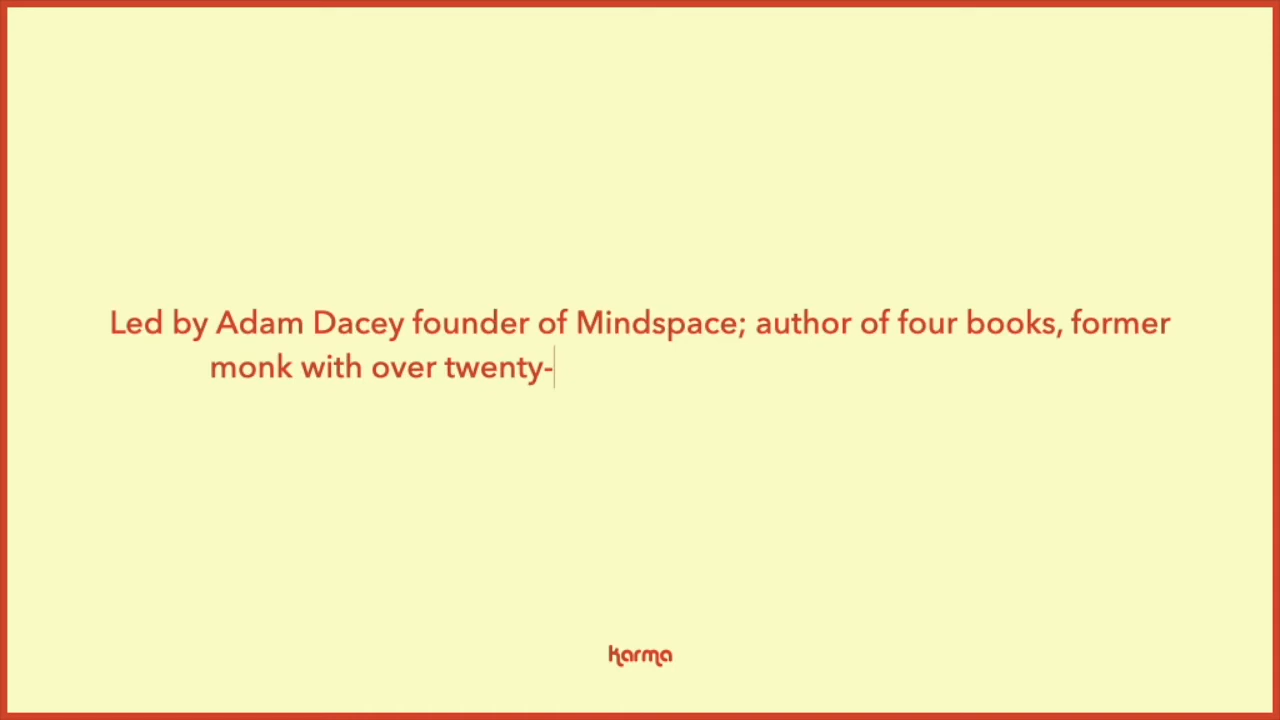 Led by Adam Dacey founder of Mindspace; author of four books, former
monk with over twenty-
karma